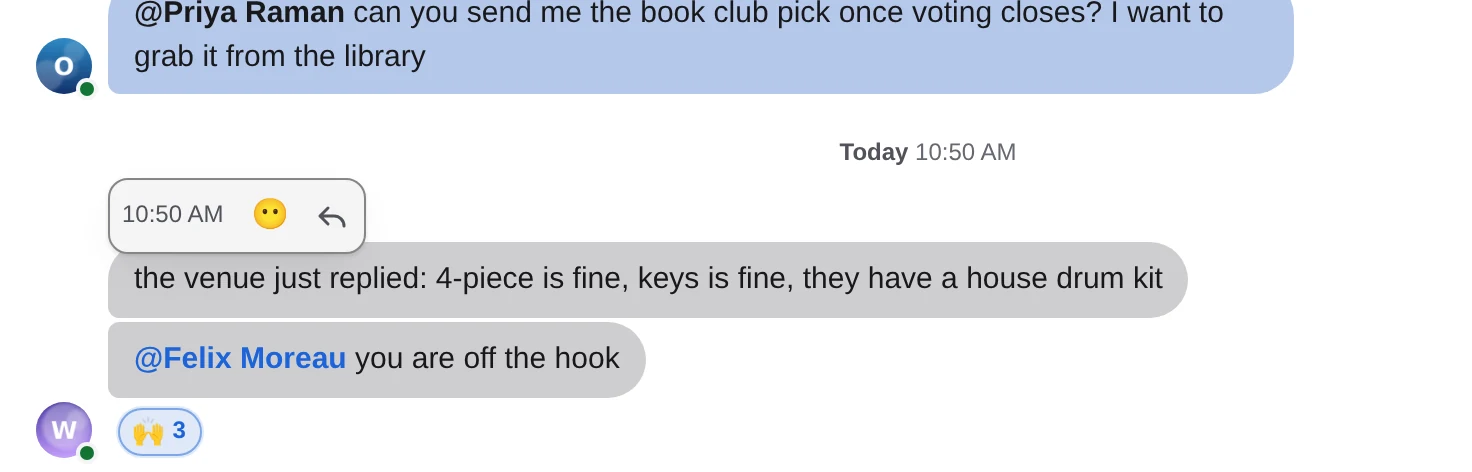 @Priya Raman can you send me the book club pick once voting closes? I want to
grab it from the library
O
Today 10:50 AM
10:50 AM
the venue just replied: 4-piece is fine, keys is fine, they have a house drum kit
@Felix Moreau you are off the hook
W
3